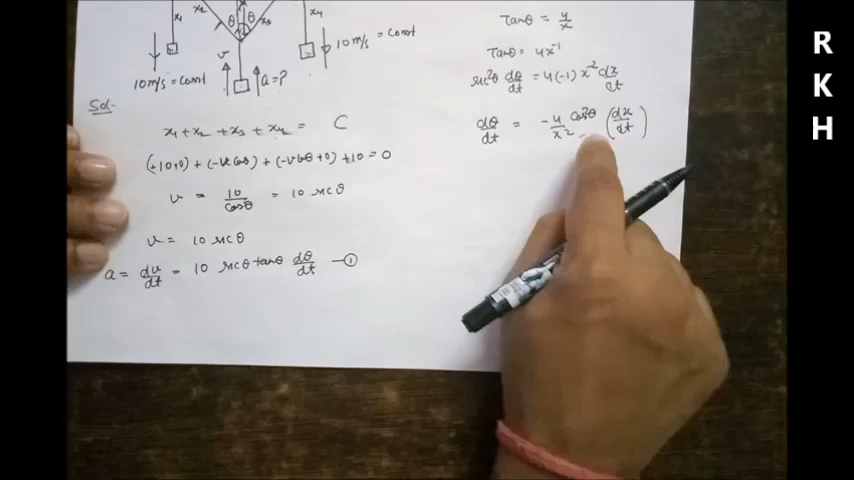 x₁
x₂
θ
θ
x₃
x₄
10 m/s = const
v
a = ?
10 m/s = const
Sol-
x₁ + x₂ + x₃ + x₄ = C
(+10+0) + (-v cosθ) + (-v cosθ + 0) + 10 = 0
v = 10/cosθ = 10 secθ
v = 10 secθ
a = dv/dt = 10 secθ tanθ dθ/dt —①
Tanθ = 4/x
Tanθ = 4x⁻¹
sec²θ dθ/dt = 4(-1) x⁻² dx/dt
dθ/dt = -4/x² cos²θ (dx/dt)
R
K
H